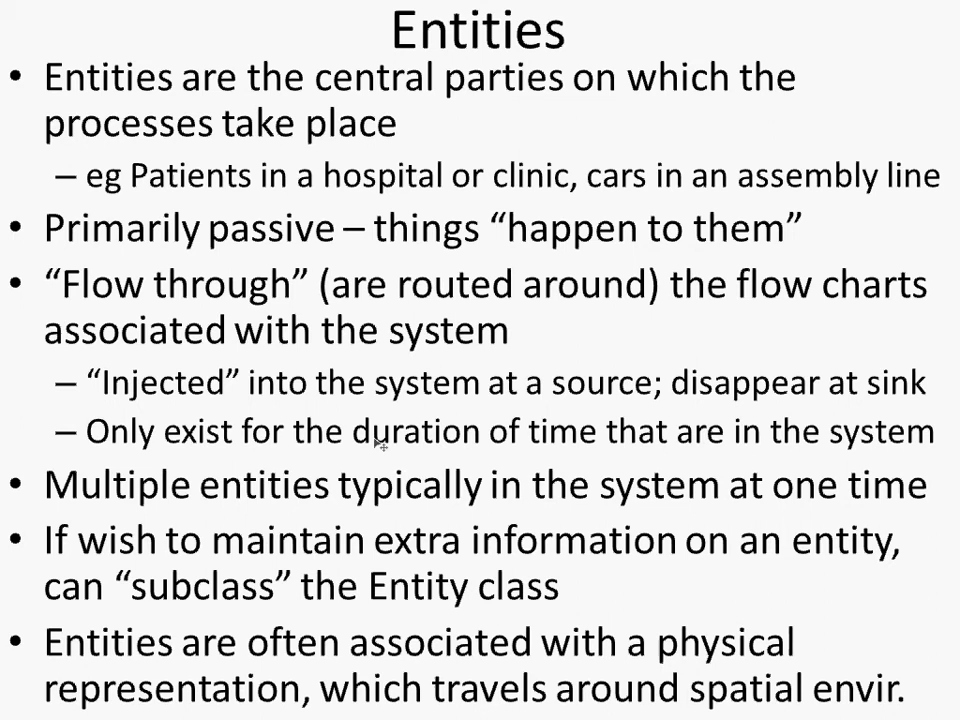 Entities
• Entities are the central parties on which the
processes take place
– eg Patients in a hospital or clinic, cars in an assembly line
• Primarily passive – things “happen to them”
• “Flow through” (are routed around) the flow charts
associated with the system
– “Injected” into the system at a source; disappear at sink
– Only exist for the duration of time that are in the system
• Multiple entities typically in the system at one time
• If wish to maintain extra information on an entity,
can “subclass” the Entity class
• Entities are often associated with a physical
representation, which travels around spatial envir.